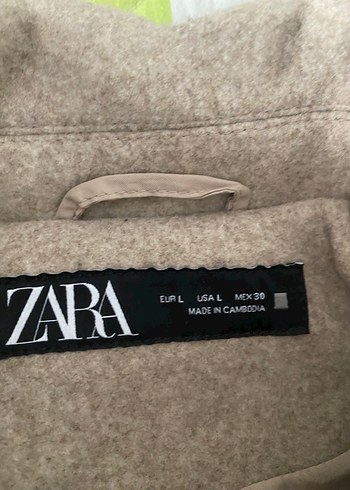 ZARA
EUR L USA L MEX 30
MADE IN CAMBODIA